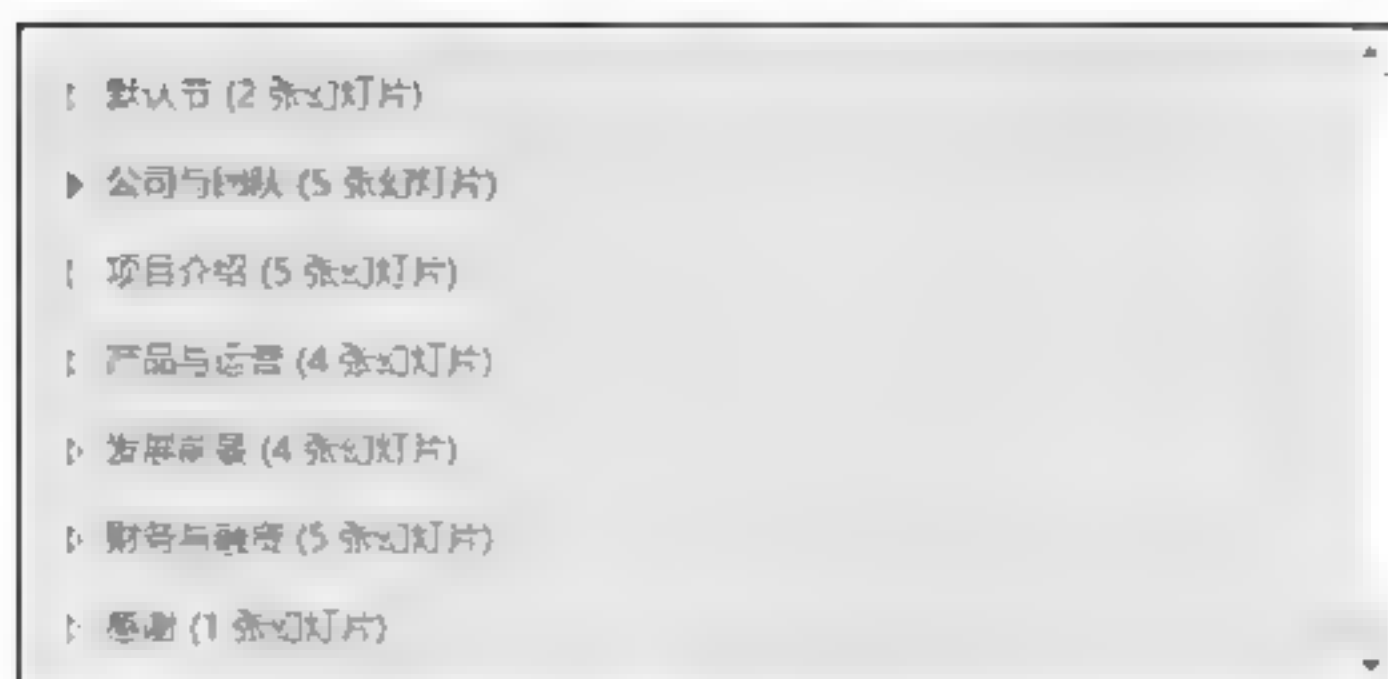 默认节 (2 张幻灯片)
公司与团队 (5 张幻灯片)
项目介绍 (5 张幻灯片)
产品与运营 (4 张幻灯片)
发展前景 (4 张幻灯片)
财务与融资 (5 张幻灯片)
感谢 (1 张幻灯片)